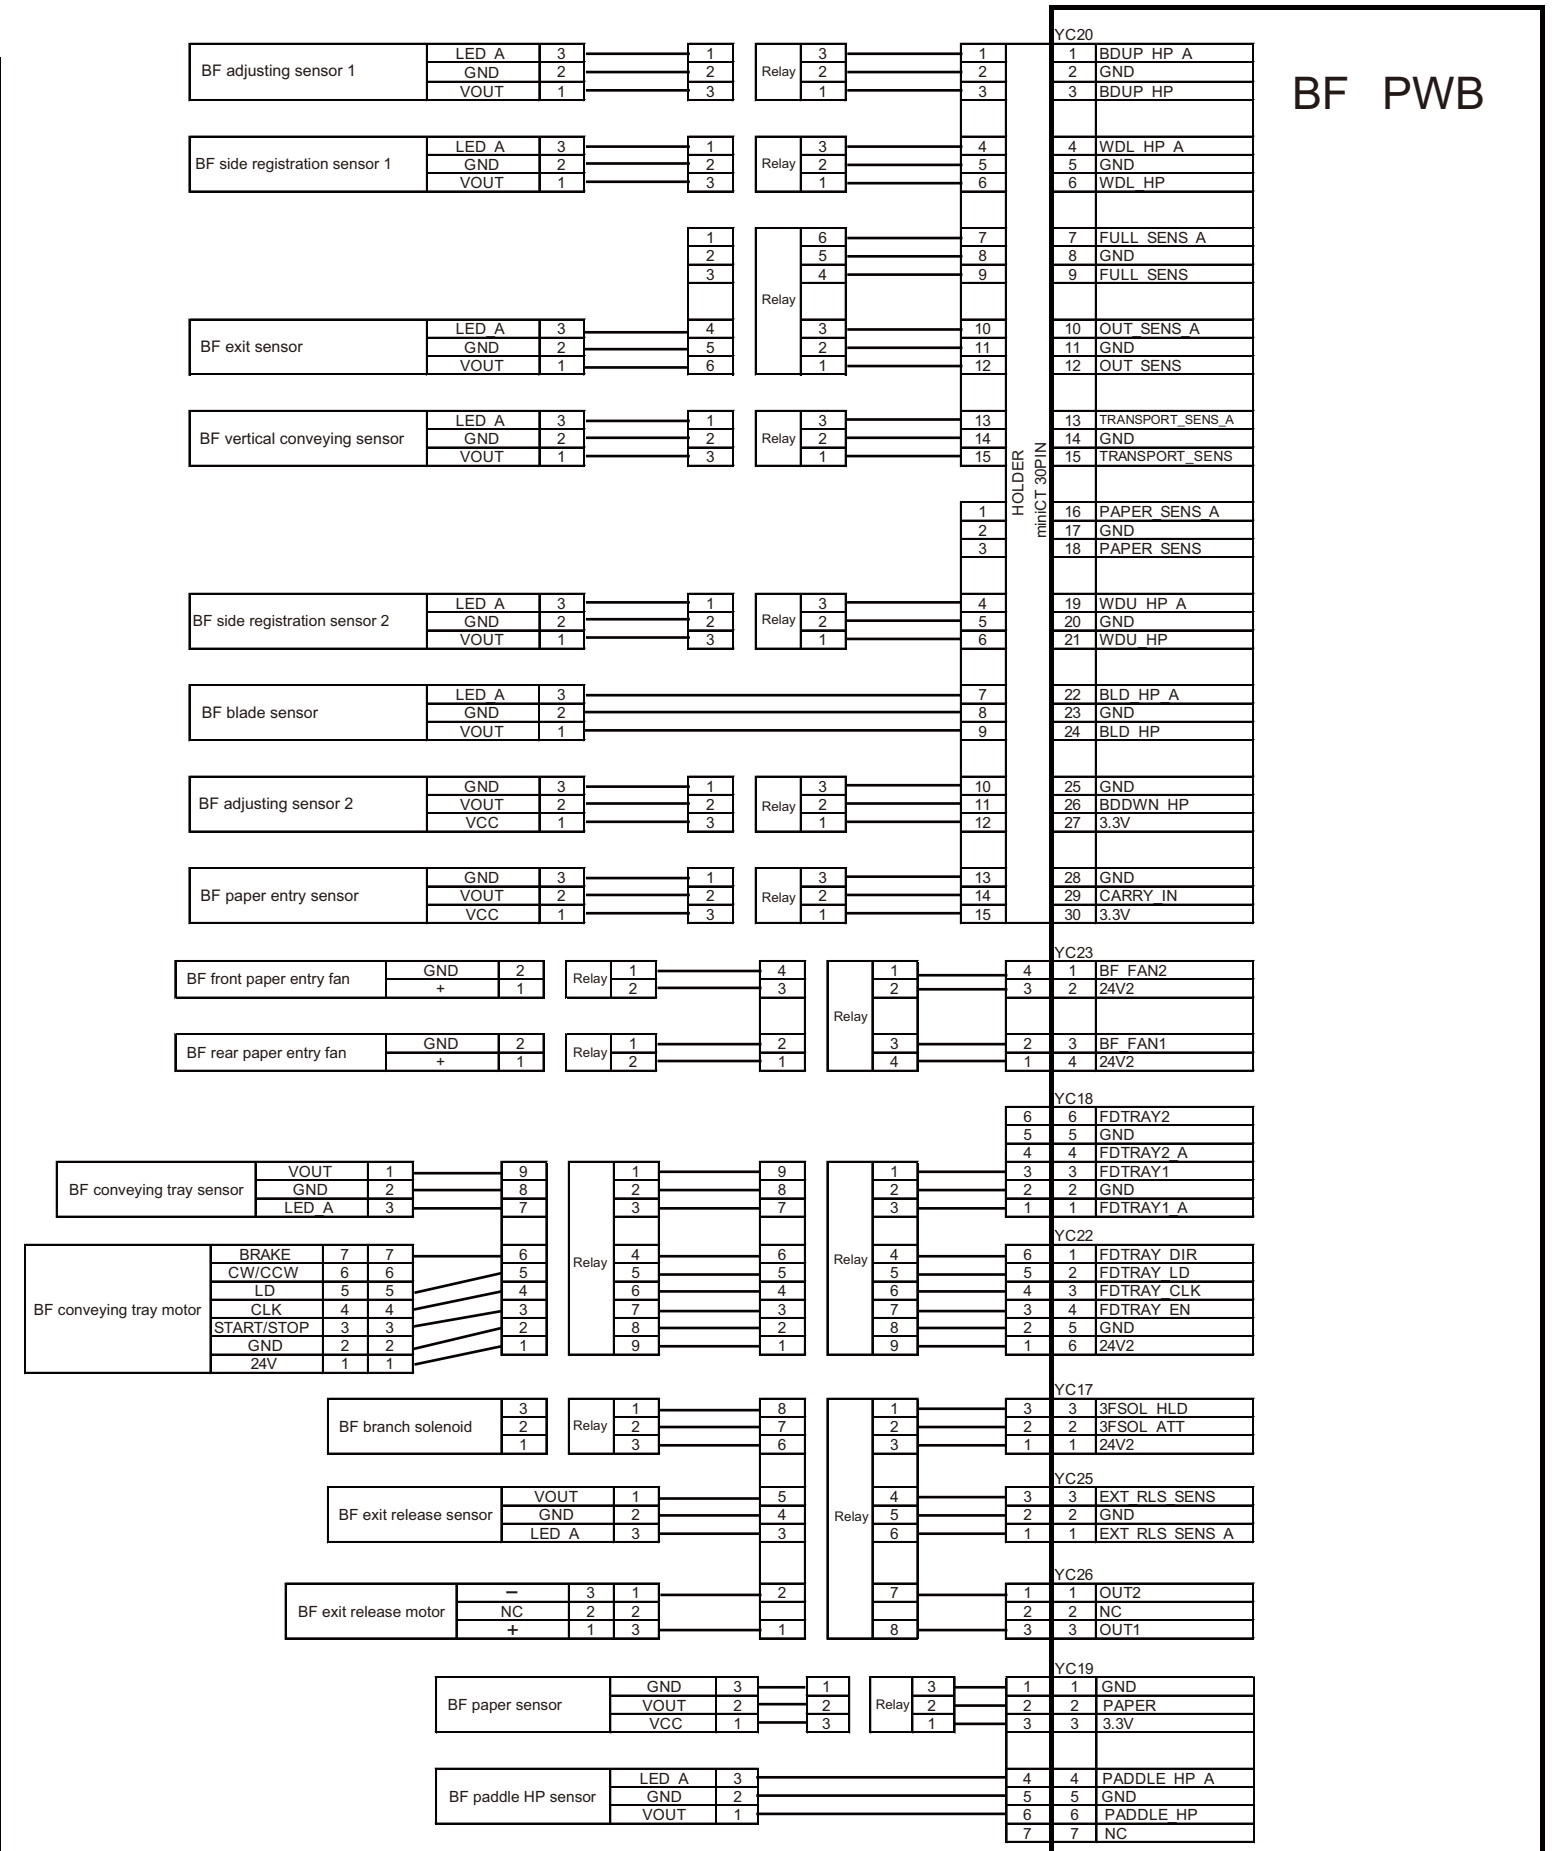 BF PWB
YC20
BF adjusting sensor 1
LED_A 3 1 Relay 3 1 1 BDUP_HP_A
GND 2 2 2 2 2 GND
VOUT 1 3 1 3 3 BDUP_HP
BF side registration sensor 1
LED_A 3 1 Relay 3 4 4 WDL_HP_A
GND 2 2 2 5 5 GND
VOUT 1 3 1 6 6 WDL_HP
1 6 7 7 FULL_SENS_A
2 5 8 8 GND
3 4 9 9 FULL_SENS
Relay
BF exit sensor
LED_A 3 4 3 10 10 OUT_SENS_A
GND 2 5 2 11 11 GND
VOUT 1 6 1 12 12 OUT_SENS
BF vertical conveying sensor
LED_A 3 1 Relay 3 13 13 TRANSPORT_SENS_A
GND 2 2 2 14 14 GND
VOUT 1 3 1 15 15 TRANSPORT_SENS
HOLDER
miniCT 30PIN
1 16 PAPER_SENS_A
2 17 GND
3 18 PAPER_SENS
BF side registration sensor 2
LED_A 3 1 Relay 3 4 19 WDU_HP_A
GND 2 2 2 5 20 GND
VOUT 1 3 1 6 21 WDU_HP
BF blade sensor
LED_A 3 7 22 BLD_HP_A
GND 2 8 23 GND
VOUT 1 9 24 BLD_HP
BF adjusting sensor 2
GND 3 1 Relay 3 10 25 GND
VOUT 2 2 2 11 26 BDDWN_HP
VCC 1 3 1 12 27 3.3V
BF paper entry sensor
GND 3 1 Relay 3 13 28 GND
VOUT 2 2 2 14 29 CARRY_IN
VCC 1 3 1 15 30 3.3V
YC23
BF front paper entry fan
GND 2 Relay 1 4 1 4 1 BF_FAN2
+ 1 2 3 2 3 2 24V2
Relay
BF rear paper entry fan
GND 2 Relay 1 2 3 2 3 BF_FAN1
+ 1 2 1 4 1 4 24V2
YC18
6 6 FDTRAY2
5 5 GND
4 4 FDTRAY2_A
BF conveying tray sensor
VOUT 1 9 1 9 1 3 3 FDTRAY1
GND 2 8 2 8 2 2 2 GND
LED_A 3 7 3 7 3 1 1 FDTRAY1_A
YC22
BF conveying tray motor
Relay Relay
BRAKE 7 7 6 4 6 4 6 1 FDTRAY_DIR
CW/CCW 6 6 5 5 5 5 5 2 FDTRAY_LD
LD 5 5 4 6 4 6 4 3 FDTRAY_CLK
CLK 4 4 3 7 3 7 3 4 FDTRAY_EN
START/STOP 3 3 2 8 2 8 2 5 GND
GND 2 2 1 9 1 9 1 6 24V2
24V 1 1
YC17
BF branch solenoid
3 Relay 1 8 1 3 3 3FSOL_HLD
2 2 7 2 2 2 3FSOL_ATT
1 3 6 3 1 1 24V2
YC25
BF exit release sensor
VOUT 1 5 Relay 4 3 3 EXT_RLS_SENS
GND 2 4 5 2 2 GND
LED_A 3 3 6 1 1 EXT_RLS_SENS_A
YC26
BF exit release motor
− 3 1 2 7 1 1 OUT2
NC 2 2 2 2 NC
+ 1 3 1 8 3 3 OUT1
YC19
BF paper sensor
GND 3 1 Relay 3 1 1 GND
VOUT 2 2 2 2 2 PAPER
VCC 1 3 1 3 3 3.3V
BF paddle HP sensor
LED_A 3 4 4 PADDLE_HP_A
GND 2 5 5 GND
VOUT 1 6 6 PADDLE_HP
7 7 NC